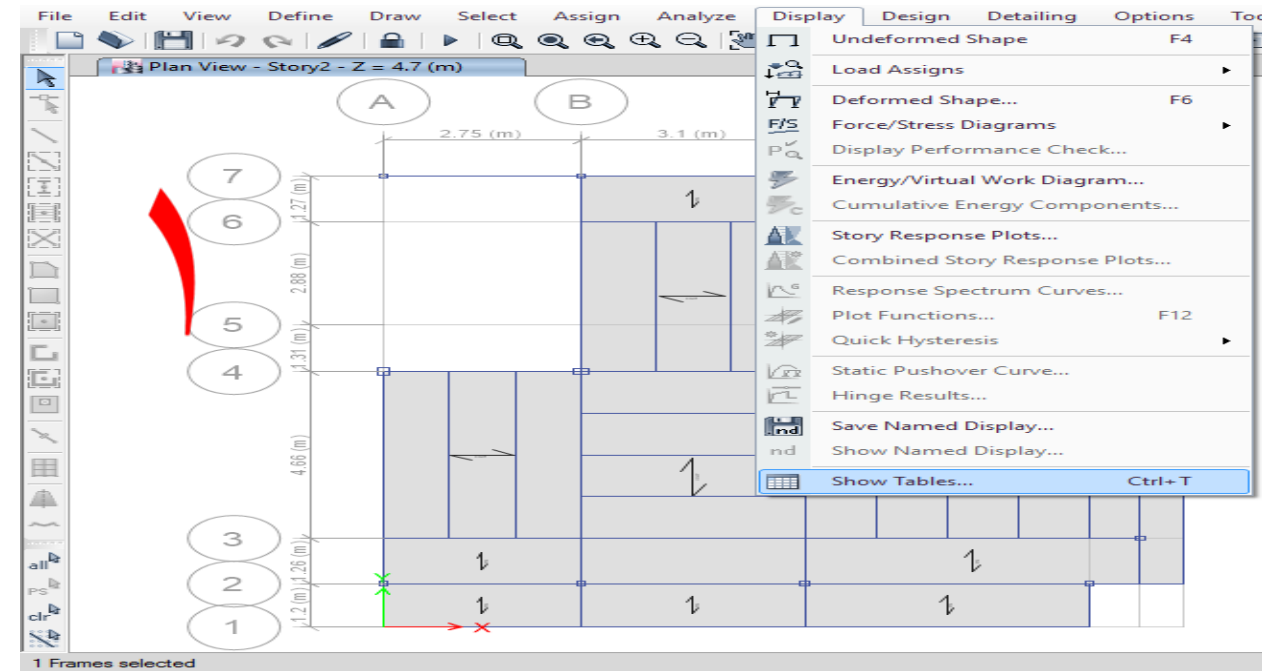 File Edit View Define Draw Select Assign Analyze Display Design Detailing Options
Plan View - Story2 - Z = 4.7 (m)
Undeformed Shape F4
Load Assigns
Deformed Shape... F6
F/S Force/Stress Diagrams
Display Performance Check...
Energy/Virtual Work Diagram...
Cumulative Energy Components...
Story Response Plots...
Combined Story Response Plots...
Response Spectrum Curves...
Plot Functions... F12
Quick Hysteresis
Static Pushover Curve...
Hinge Results...
nd Save Named Display...
nd Show Named Display...
Show Tables... Ctrl+T
A B
2.75 (m) 3.1 (m)
7
1.27 (m)
6
2.88 (m)
5
1.31 (m)
4
4.66 (m)
3
1.26 (m)
2
1.2 (m)
1
X
Y
all
PS
clr
1 Frames selected